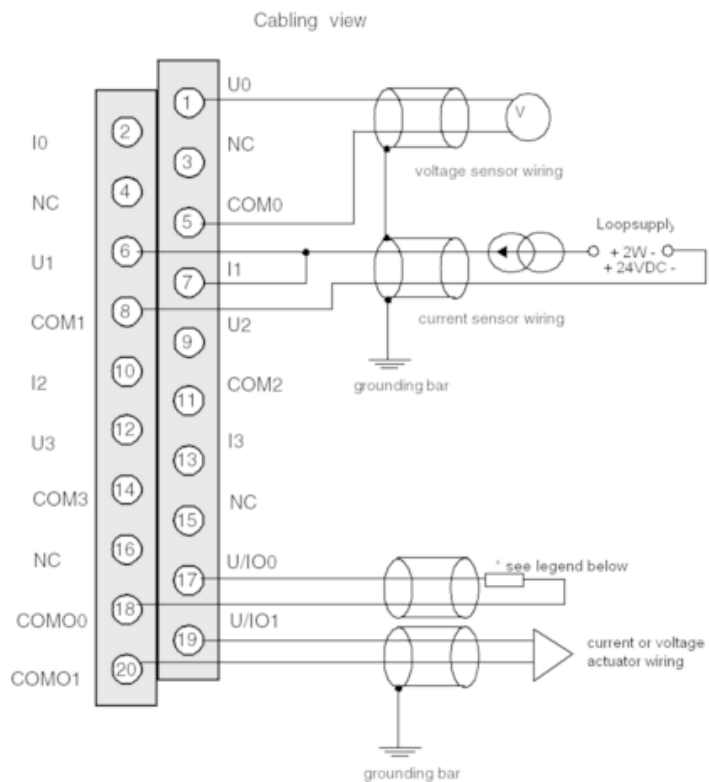 Cabling view
U0
1
2
I0
NC
3
4
NC
COM0
5
6
U1
I1
7
8
COM1
U2
9
10
I2
COM2
11
12
U3
I3
13
14
COM3
NC
15
16
NC
U/IO0
17
18
COMO0
U/IO1
19
20
COMO1
V
voltage sensor wiring
Loopsupply
+ 2W -
+ 24VDC -
current sensor wiring
grounding bar
* see legend below
current or voltage
actuator wiring
grounding bar